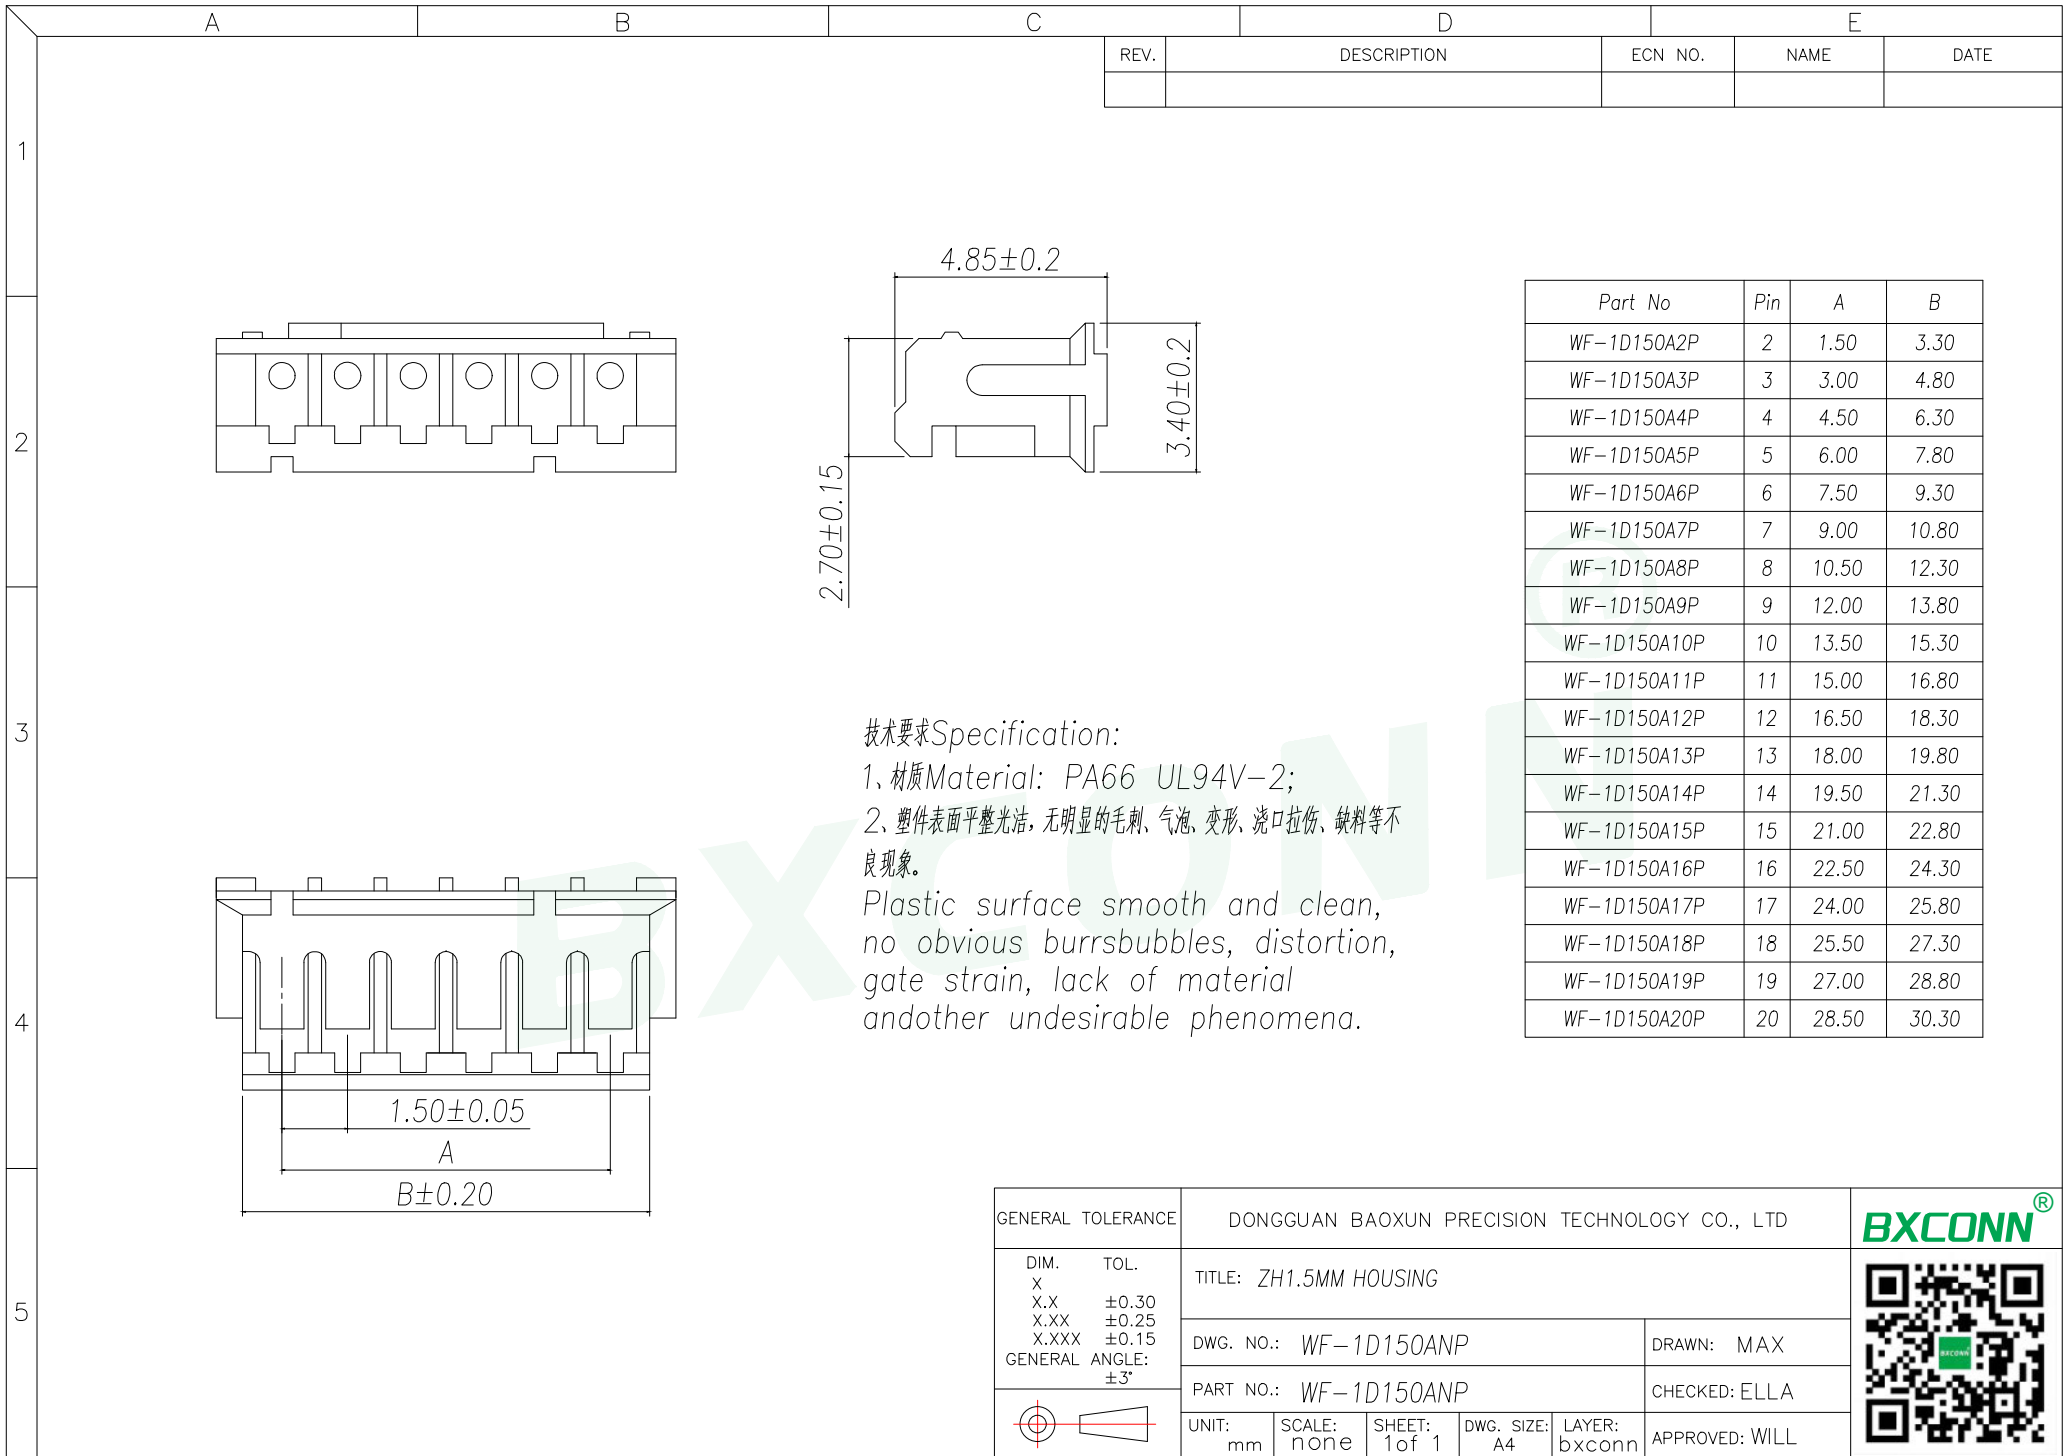 A B C D E
REV. DESCRIPTION ECN NO. NAME DATE
1
2
3
4
5
4.85±0.2
3.40±0.2
2.70±0.15
Part No Pin A B
WF-1D150A2P 2 1.50 3.30
WF-1D150A3P 3 3.00 4.80
WF-1D150A4P 4 4.50 6.30
WF-1D150A5P 5 6.00 7.80
WF-1D150A6P 6 7.50 9.30
WF-1D150A7P 7 9.00 10.80
WF-1D150A8P 8 10.50 12.30
WF-1D150A9P 9 12.00 13.80
WF-1D150A10P 10 13.50 15.30
WF-1D150A11P 11 15.00 16.80
WF-1D150A12P 12 16.50 18.30
WF-1D150A13P 13 18.00 19.80
WF-1D150A14P 14 19.50 21.30
WF-1D150A15P 15 21.00 22.80
WF-1D150A16P 16 22.50 24.30
WF-1D150A17P 17 24.00 25.80
WF-1D150A18P 18 25.50 27.30
WF-1D150A19P 19 27.00 28.80
WF-1D150A20P 20 28.50 30.30
技术要求Specification:
1、材质Material: PA66 UL94V-2;
2、塑件表面平整光洁，无明显的毛刺、气泡、变形、浇口拉伤、缺料等不
良现象。
Plastic surface smooth and clean,
no obvious burrsbubbles, distortion,
gate strain, lack of material
andother undesirable phenomena.
BXCONN®
1.50±0.05
A
B±0.20
GENERAL TOLERANCE
DIM. TOL.
X
X.X ±0.30
X.XX ±0.25
X.XXX ±0.15
GENERAL ANGLE:
±3°
DONGGUAN BAOXUN PRECISION TECHNOLOGY CO., LTD
BXCONN®
TITLE: ZH1.5MM HOUSING
DWG. NO.: WF-1D150ANP
DRAWN: MAX
PART NO.: WF-1D150ANP
CHECKED: ELLA
UNIT: mm
SCALE: none
SHEET: 1of 1
DWG. SIZE: A4
LAYER: bxconn
APPROVED: WILL
BXCONN